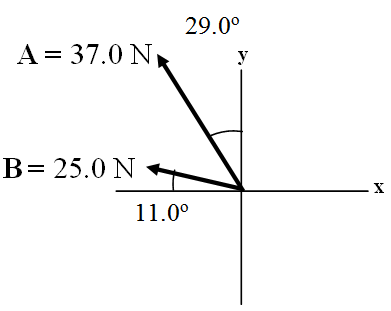 29.0º
A = 37.0 N
y
B = 25.0 N
x
11.0º